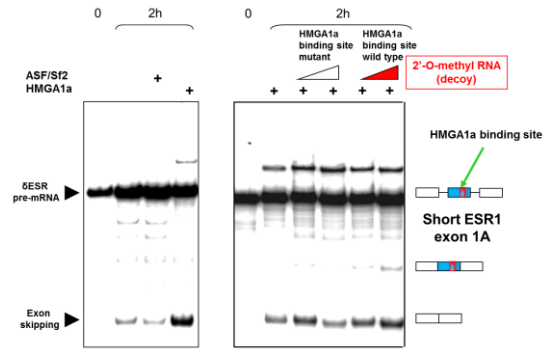 0
2h
0
2h
HMGA1a
binding site
mutant
HMGA1a
binding site
wild type
2'-O-methyl RNA
(decoy)
ASF/Sf2
+
HMGA1a
+
+ + + + +
HMGA1a binding site
δESR
pre-mRNA
Short ESR1
exon 1A
Exon
skipping